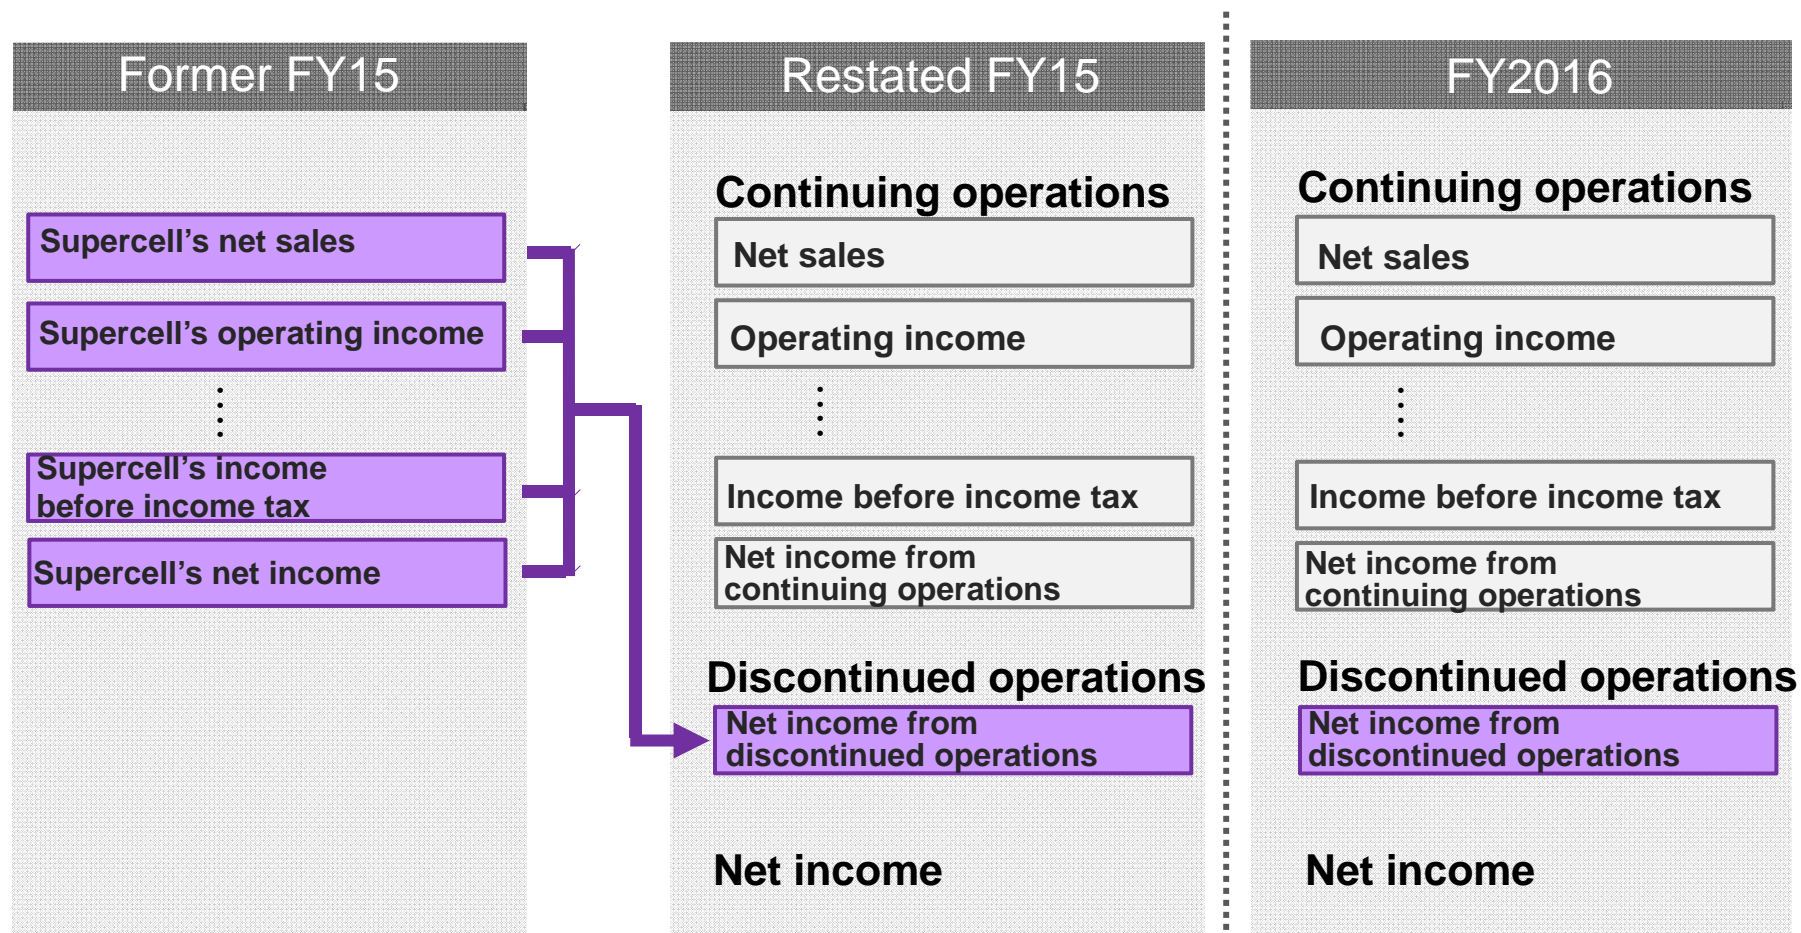 Former FY15
Supercell’s net sales
Supercell’s operating income
Supercell’s income
before income tax
Supercell’s net income
Restated FY15
Continuing operations
Net sales
Operating income
Income before income tax
Net income from
continuing operations
Discontinued operations
Net income from
discontinued operations
Net income
FY2016
Continuing operations
Net sales
Operating income
Income before income tax
Net income from
continuing operations
Discontinued operations
Net income from
discontinued operations
Net income